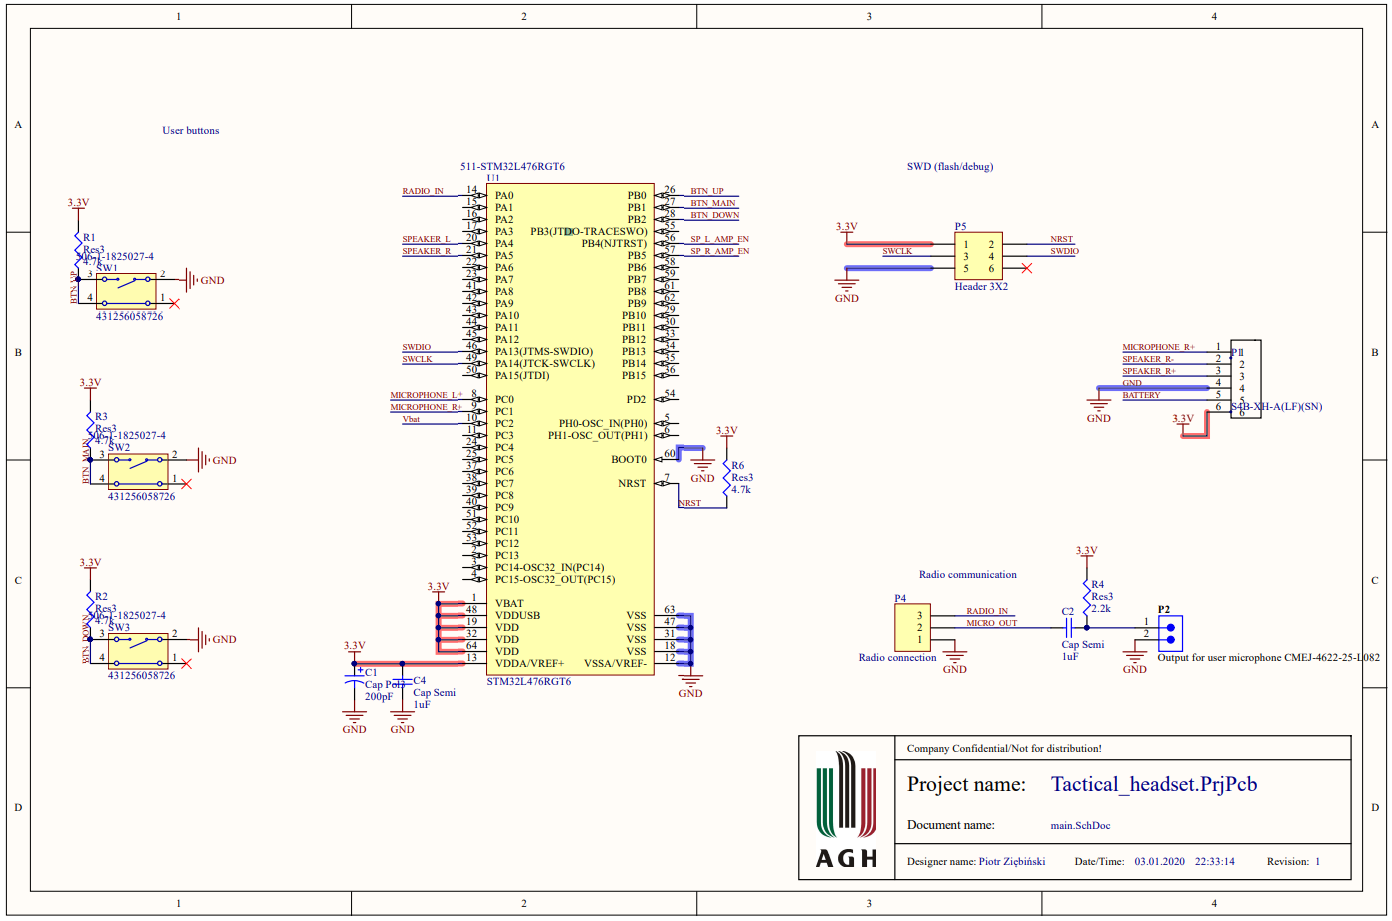 1 2 3 4
A A
B B
C C
D D
User buttons
3.3V
R1
Res3
4.7k
506-1-1825027-4
SW1
BTN_UP
3 2
4 1
GND
431256058726
3.3V
R3
Res3
4.7k
506-1-1825027-4
SW2
BTN_MAIN
3 2
4 1
GND
431256058726
3.3V
R2
Res3
4.7k
506-1-1825027-4
SW3
BTN_DOWN
3 2
4 1
GND
431256058726
511-STM32L476RGT6
U1
RADIO_IN 14 PA0 PB0 26 BTN_UP
15 PA1 PB1 27 BTN_MAIN
16 PA2 PB2 28 BTN_DOWN
17 PA3 PB3(JTDO-TRACESWO) 55
SPEAKER_L 20 PA4 PB4(NJTRST) 56 SP_L_AMP_EN
SPEAKER_R 21 PA5 PB5 57 SP_R_AMP_EN
22 PA6 PB6 58
23 PA7 PB7 59
41 PA8 PB8 61
42 PA9 PB9 62
43 PA10 PB10 29
44 PA11 PB11 30
45 PA12 PB12 33
SWDIO 46 PA13(JTMS-SWDIO) PB13 34
SWCLK 49 PA14(JTCK-SWCLK) PB14 35
50 PA15(JTDI) PB15 36
MICROPHONE_L+ 8 PC0 PD2 54
MICROPHONE_R+ 9 PC1
Vbat 10 PC2 PH0-OSC_IN(PH0) 5
11 PC3 PH1-OSC_OUT(PH1) 6
24 PC4
25 PC5 BOOT0 60
37 PC6
38 PC7 NRST 7
39 PC8
40 PC9
51 PC10
52 PC11
53 PC12
2 PC13
3 PC14-OSC32_IN(PC14)
4 PC15-OSC32_OUT(PC15)
3.3V
1 VBAT
48 VDDUSB VSS 63
19 VDD VSS 47
32 VDD VSS 31
64 VDD VSS 18
13 VDDA/VREF+ VSSA/VREF- 12
STM32L476RGT6
GND
3.3V
C1
Cap Pol3
200pF
GND
C4
Cap Semi
1uF
GND
GND
3.3V
R6
Res3
4.7k
NRST
SWD (flash/debug)
3.3V
P5
1 2 NRST
SWCLK 3 4 SWDIO
5 6
GND
Header 3X2
MICROPHONE_R+ 1 P11 1
SPEAKER_R- 2 2
SPEAKER_R+ 3 3
GND 4 4
BATTERY 5 5
6 6
S4B-XH-A(LF)(SN)
GND
3.3V
Radio communication
P4
3 RADIO_IN
2 MICRO_OUT
1
GND
Radio connection
3.3V
R4
Res3
2.2k
C2
Cap Semi
1uF
P2
1
2
GND
Output for user microphone CMEJ-4622-25-L082
AGH
Company Confidential/Not for distribution!
Project name: Tactical_headset.PrjPcb
Document name: main.SchDoc
Designer name: Piotr Ziębiński Date/Time: 03.01.2020 22:33:14 Revision: 1
1 2 3 4